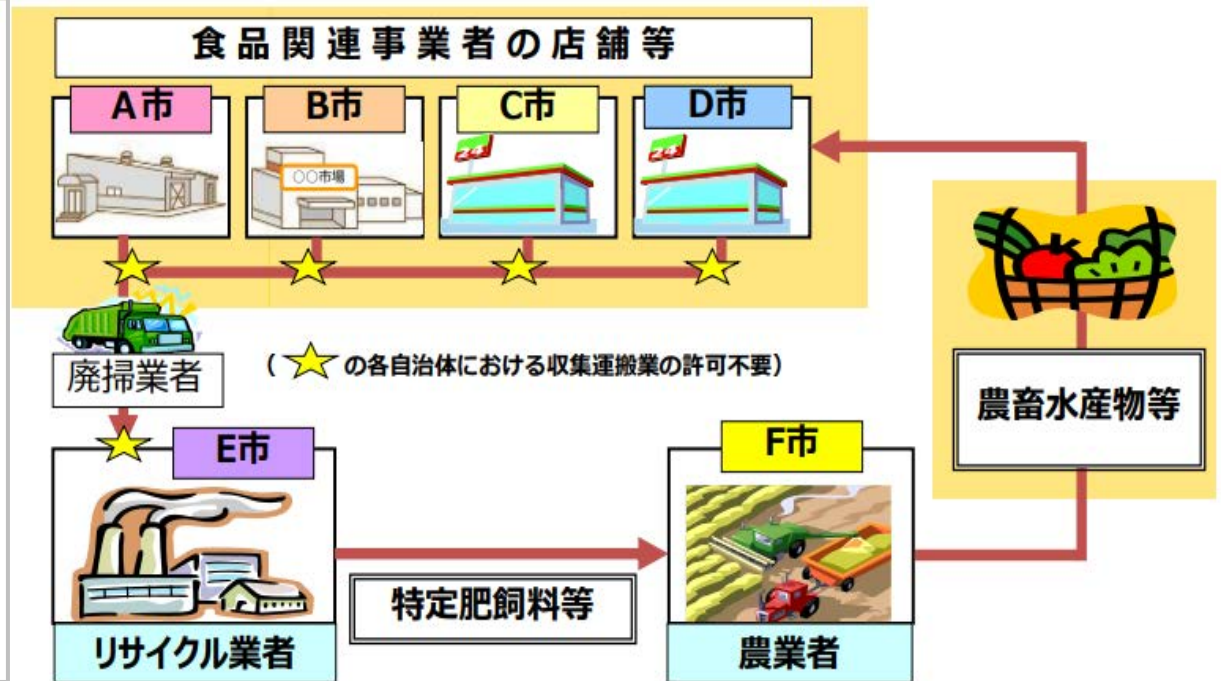 食品関連事業者の店舗等
A市
B市
C市
D市
○○市場
24
24
廃掃業者
（☆の各自治体における収集運搬業の許可不要）
農畜水産物等
E市
F市
特定肥飼料等
リサイクル業者
農業者